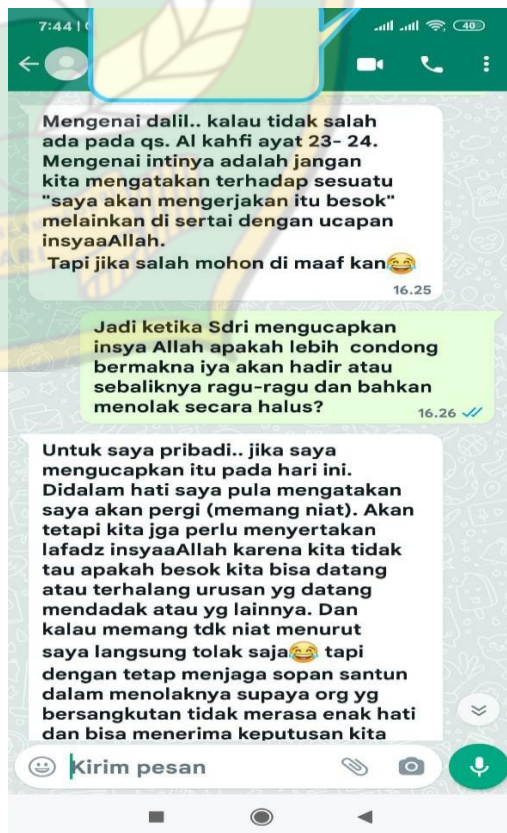 7:44 |
40
Mengenai dalil.. kalau tidak salah
ada pada qs. Al kahfi ayat 23- 24.
Mengenai intinya adalah jangan
kita mengatakan terhadap sesuatu
"saya akan mengerjakan itu besok"
melainkan di sertai dengan ucapan
insyaaAllah.
Tapi jika salah mohon di maaf kan😂
16.25
Jadi ketika Sdri mengucapkan
insya Allah apakah lebih condong
bermakna iya akan hadir atau
sebaliknya ragu-ragu dan bahkan
menolak secara halus?
16.26
Untuk saya pribadi.. jika saya
mengucapkan itu pada hari ini.
Didalam hati saya pula mengatakan
saya akan pergi (memang niat). Akan
tetapi kita jga perlu menyertakan
lafadz insyaaAllah karena kita tidak
tau apakah besok kita bisa datang
atau terhalang urusan yg datang
mendadak atau yg lainnya. Dan
kalau memang tdk niat menurut
saya langsung tolak saja😂 tapi
dengan tetap menjaga sopan santun
dalam menolaknya supaya org yg
bersangkutan tidak merasa enak hati
dan bisa menerima keputusan kita
Kirim pesan